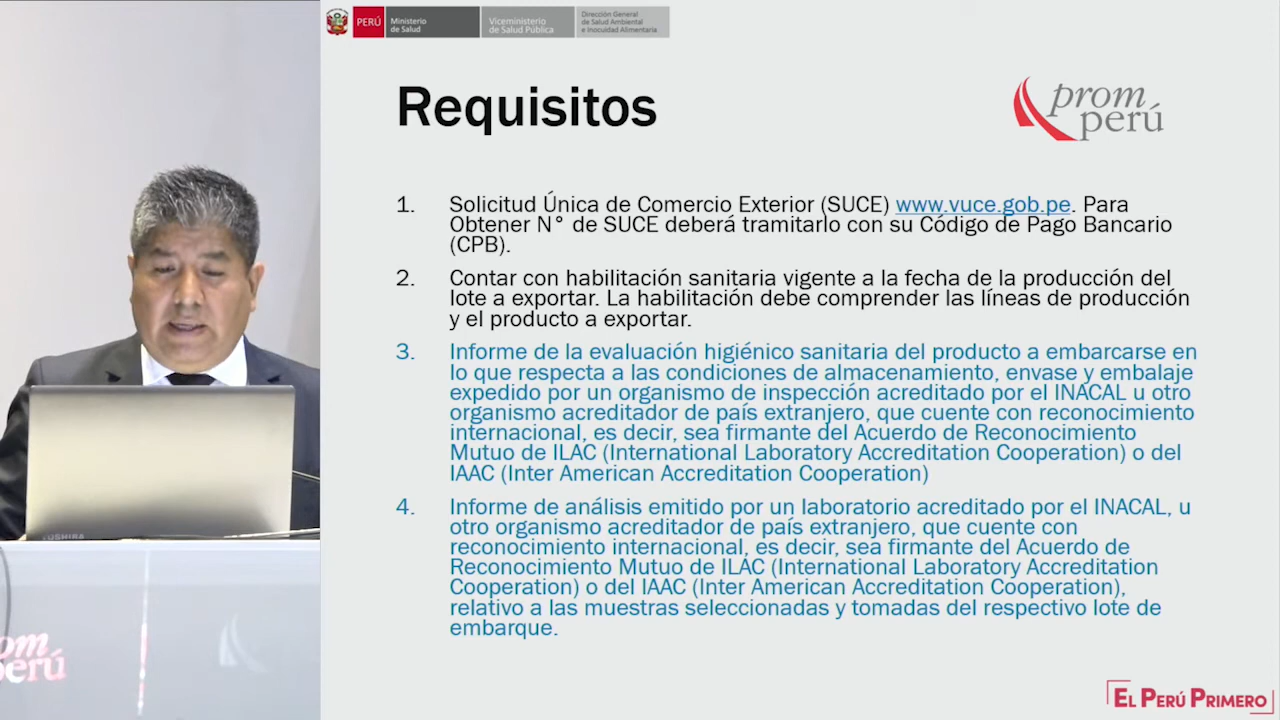 PERÚ
Ministerio
de Salud
Viceministerio
de Salud Pública
Dirección General
de Salud Ambiental
e Inocuidad Alimentaria
Requisitos
prom
perú
1. Solicitud Única de Comercio Exterior (SUCE) www.vuce.gob.pe. Para
Obtener N° de SUCE deberá tramitarlo con su Código de Pago Bancario
(CPB).
2. Contar con habilitación sanitaria vigente a la fecha de la producción del
lote a exportar. La habilitación debe comprender las líneas de producción
y el producto a exportar.
3. Informe de la evaluación higiénico sanitaria del producto a embarcarse en
lo que respecta a las condiciones de almacenamiento, envase y embalaje
expedido por un organismo de inspección acreditado por el INACAL u otro
organismo acreditador de país extranjero, que cuente con reconocimiento
internacional, es decir, sea firmante del Acuerdo de Reconocimiento
Mutuo de ILAC (International Laboratory Accreditation Cooperation) o del
IAAC (Inter American Accreditation Cooperation)
4. Informe de análisis emitido por un laboratorio acreditado por el INACAL, u
otro organismo acreditador de país extranjero, que cuente con
reconocimiento internacional, es decir, sea firmante del Acuerdo de
Reconocimiento Mutuo de ILAC (International Laboratory Accreditation
Cooperation) o del IAAC (Inter American Accreditation Cooperation),
relativo a las muestras seleccionadas y tomadas del respectivo lote de
embarque.
EL PERÚ PRIMERO
TOSHIBA
om
perú